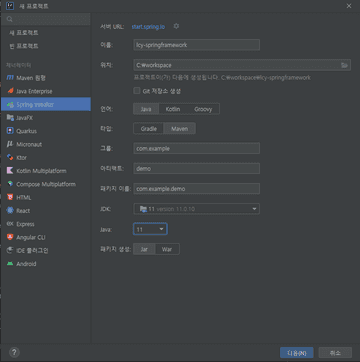 새 프로젝트
새 프로젝트
빈 프로젝트
제너레이터
Maven 원형
Java Enterprise
Spring Initializr
JavaFX
Quarkus
Micronaut
Ktor
Kotlin Multiplatform
Compose Multiplatform
HTML
React
Express
Angular CLI
IDE 플러그인
Android
서버 URL: start.spring.io
이름: lcy-springframework
위치: C:\workspace
프로젝트이(가) 다음에 생성됩니다. C:\workspace\lcy-springframework
Git 저장소 생성
언어: Java Kotlin Groovy
타입: Gradle Maven
그룹: com.example
아티팩트: demo
패키지 이름: com.example.demo
JDK: 11 version 11.0.10
Java: 11
패키지 생성: Jar War
? 다음(N) 취소